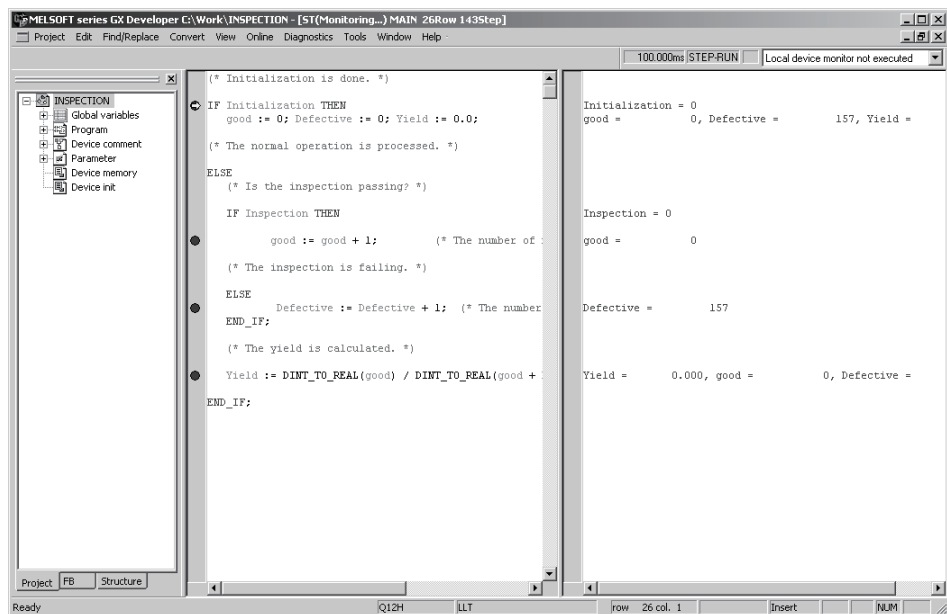 MELSOFT series GX Developer C:\Work\INSPECTION - [ST(Monitoring...) MAIN 26Row 143Step]
Project Edit Find/Replace Convert View Online Diagnostics Tools Window Help
100.000ms STEP-RUN Local device monitor not executed
INSPECTION
Global variables
Program
Device comment
Parameter
Device memory
Device init
Project FB Structure
(* Initialization is done. *)
IF Initialization THEN
good := 0; Defective := 0; Yield := 0.0;
(* The normal operation is processed. *)
ELSE
(* Is the inspection passing? *)
IF Inspection THEN
good := good + 1; (* The number of
(* The inspection is failing. *)
ELSE
Defective := Defective + 1; (* The number
END_IF;
(* The yield is calculated. *)
Yield := DINT_TO_REAL(good) / DINT_TO_REAL(good +
END_IF;
Initialization = 0
good = 0, Defective = 157, Yield =
Inspection = 0
good = 0
Defective = 157
Yield = 0.000, good = 0, Defective =
Ready Q12H LLT row 26 col. 1 Insert NUM